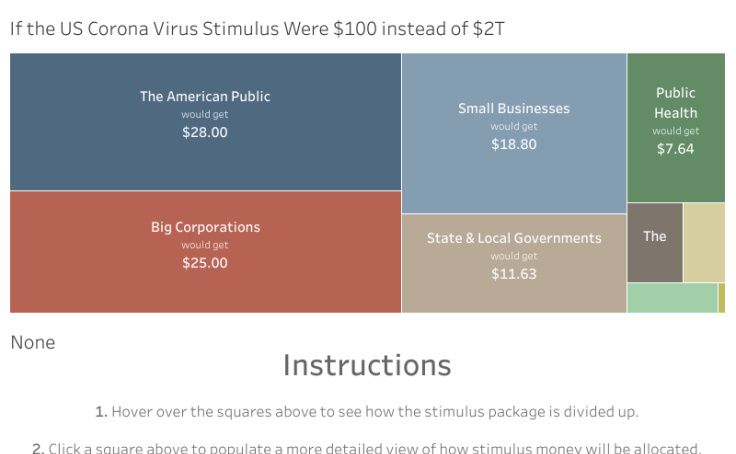 If the US Corona Virus Stimulus Were $100 instead of $2T
The American Public
would get
$28.00
Small Businesses
would get
$18.80
Public
Health
would get
$7.64
Big Corporations
would get
$25.00
State & Local Governments
would get
$11.63
The
None
Instructions
1. Hover over the squares above to see how the stimulus package is divided up.
2. Click a square above to populate a more detailed view of how stimulus money will be allocated.